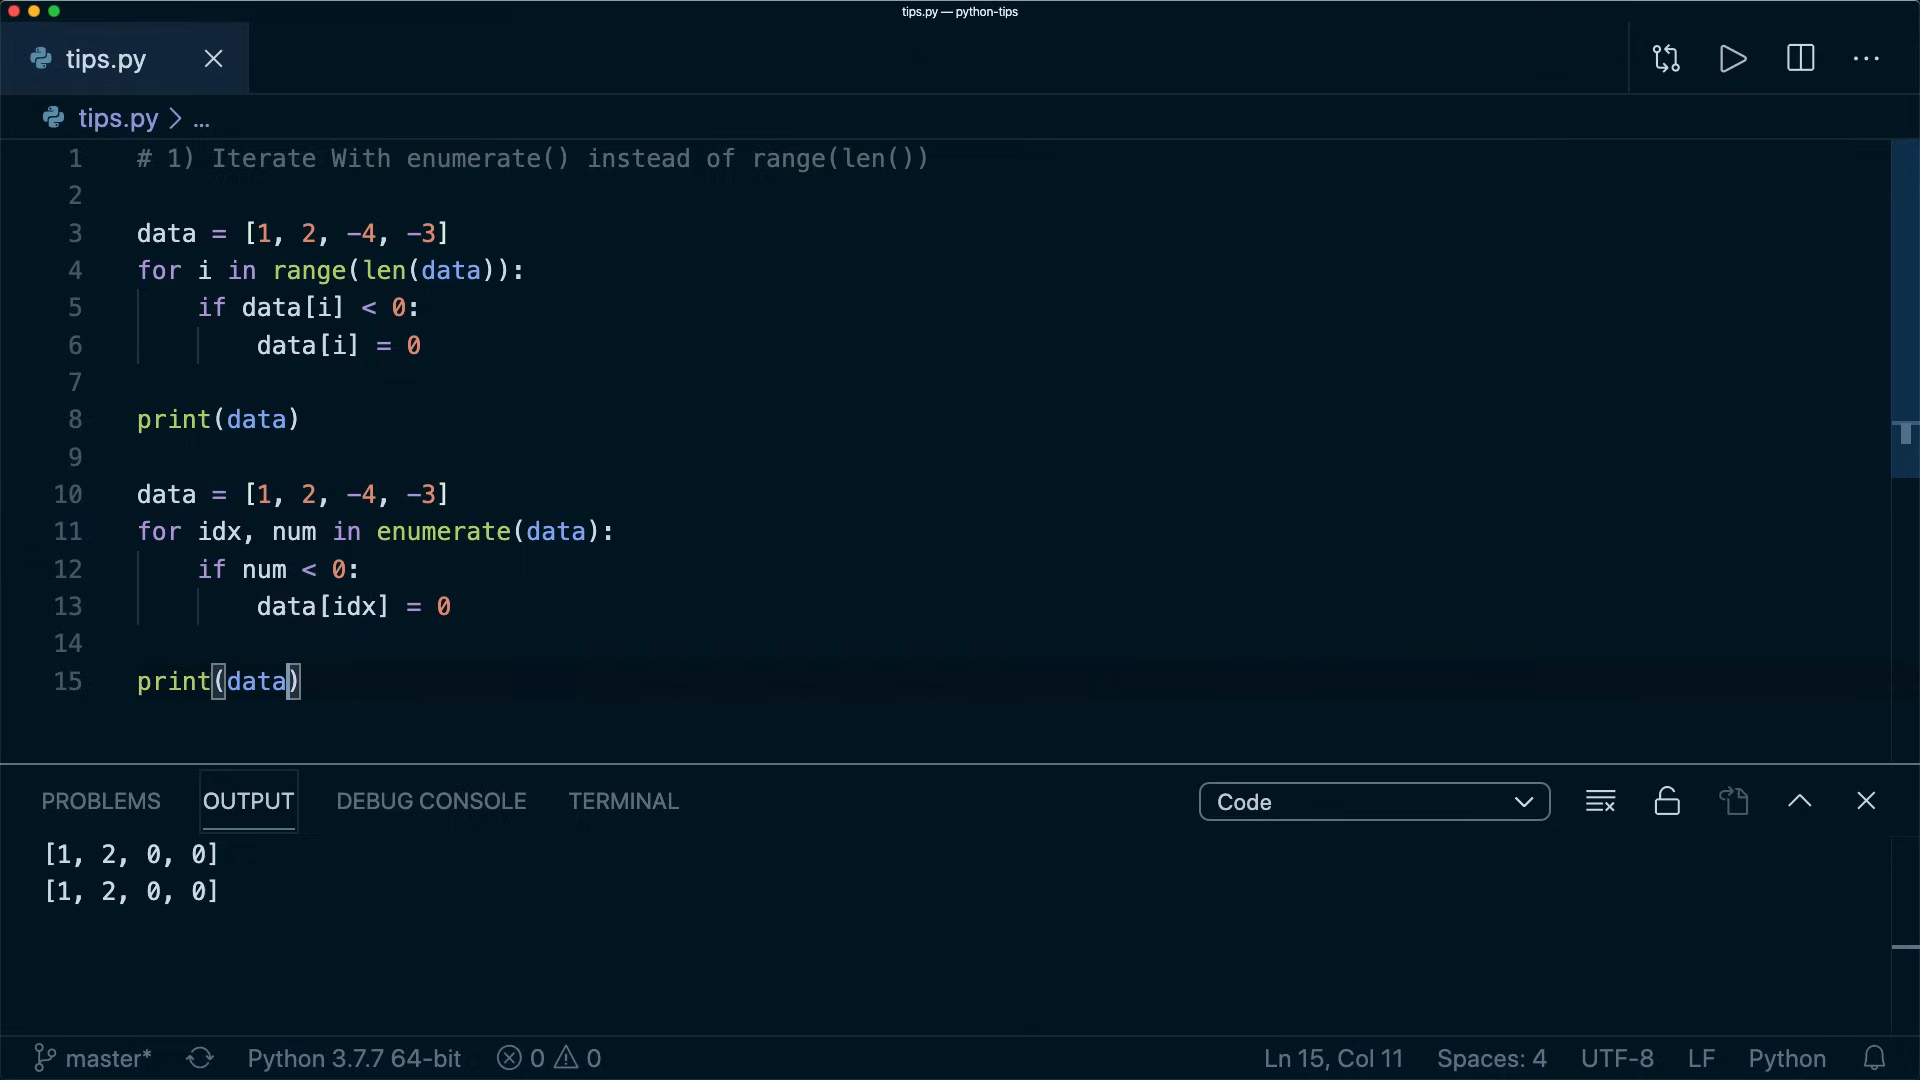 tips.py — python-tips
tips.py
tips.py > ...
1 # 1) Iterate With enumerate() instead of range(len())
2
3 data = [1, 2, -4, -3]
4 for i in range(len(data)):
5     if data[i] < 0:
6         data[i] = 0
7
8 print(data)
9
10 data = [1, 2, -4, -3]
11 for idx, num in enumerate(data):
12     if num < 0:
13         data[idx] = 0
14
15 print(data)
PROBLEMS OUTPUT DEBUG CONSOLE TERMINAL Code
[1, 2, 0, 0]
[1, 2, 0, 0]
master* Python 3.7.7 64-bit 0 0 Ln 15, Col 11 Spaces: 4 UTF-8 LF Python